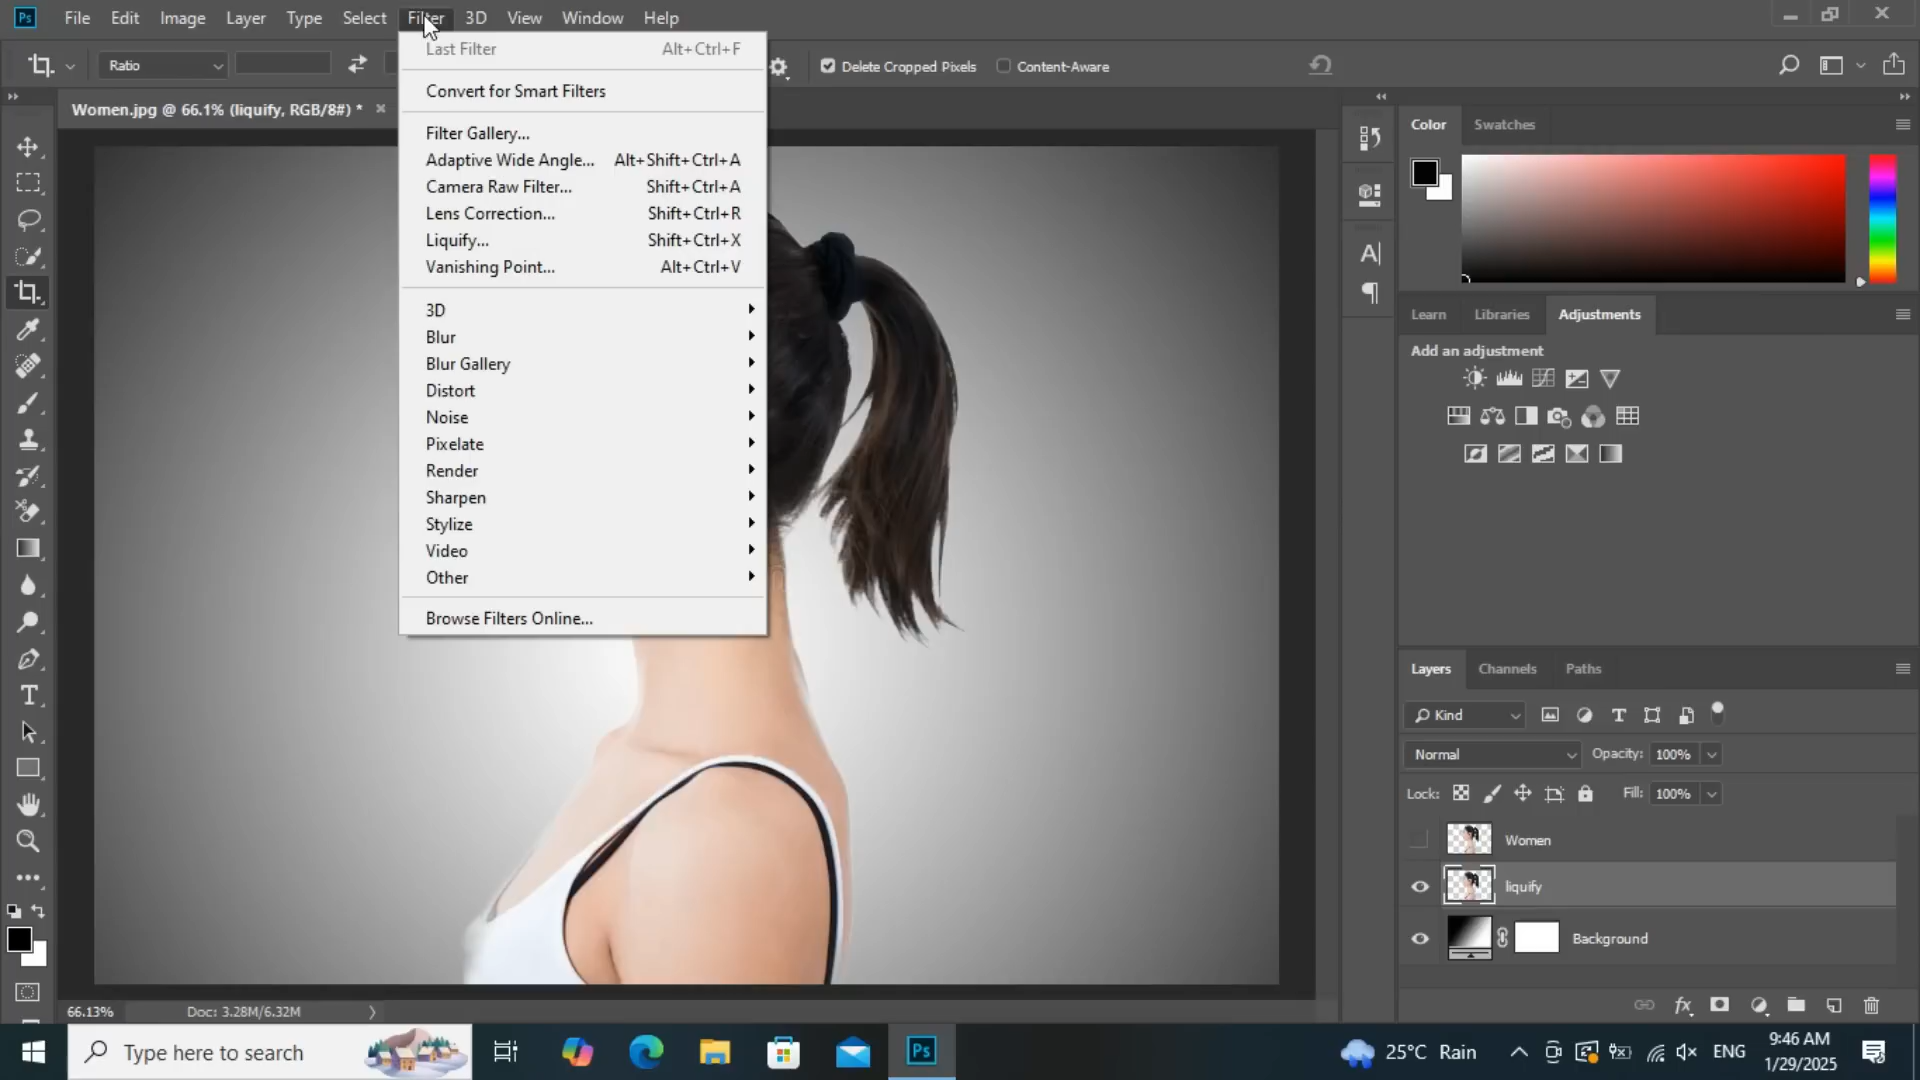 Ps File Edit Image Layer Type Select Filter 3D View Window Help
Ratio
Delete Cropped Pixels Content-Aware
Women.jpg @ 66.1% (liquify, RGB/8#) *
Last Filter Alt+Ctrl+F
Convert for Smart Filters
Filter Gallery...
Adaptive Wide Angle... Alt+Shift+Ctrl+A
Camera Raw Filter... Shift+Ctrl+A
Lens Correction... Shift+Ctrl+R
Liquify... Shift+Ctrl+X
Vanishing Point... Alt+Ctrl+V
3D
Blur
Blur Gallery
Distort
Noise
Pixelate
Render
Sharpen
Stylize
Video
Other
Browse Filters Online...
Color Swatches
Learn Libraries Adjustments
Add an adjustment
Layers Channels Paths
Kind
Normal Opacity: 100%
Lock: Fill: 100%
Women
liquify
Background
66.13% Doc: 3.28M/6.32M
Type here to search
Ps
25°C Rain
ENG
9:46 AM
1/29/2025